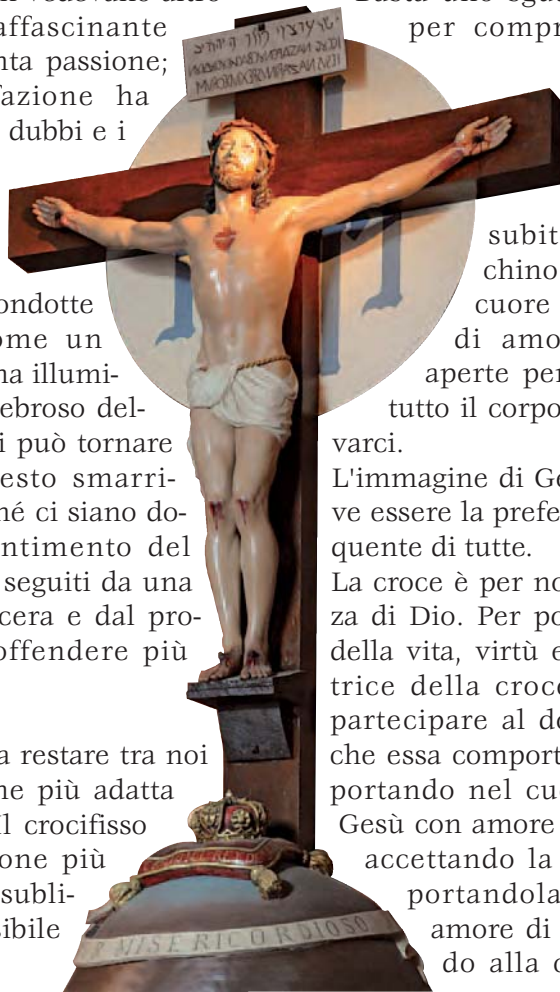 affascinante
nta passione;
fazione ha
dubbi e i
ondotte
ome un
na illumi-
ebroso del-
i può tornare
esto smarri-
né ci siano do-
entimento del
seguiti da una
cera e dal pro-
offendere più
a restare tra noi
ne più adatta
Il crocifisso
one più
subli-
sibile
per compr
subit
chino
cuore
di amo
aperte per
tutto il corpo
varci.
L'immagine di Ge
ve essere la prefe
quente di tutte.
La croce è per no
za di Dio. Per po
della vita, virtù e
trice della croce
partecipare al do
che essa comport
portando nel cu
Gesù con amore
accettando la
portandola
amore di
do alla c
R MISERICORDIOSO